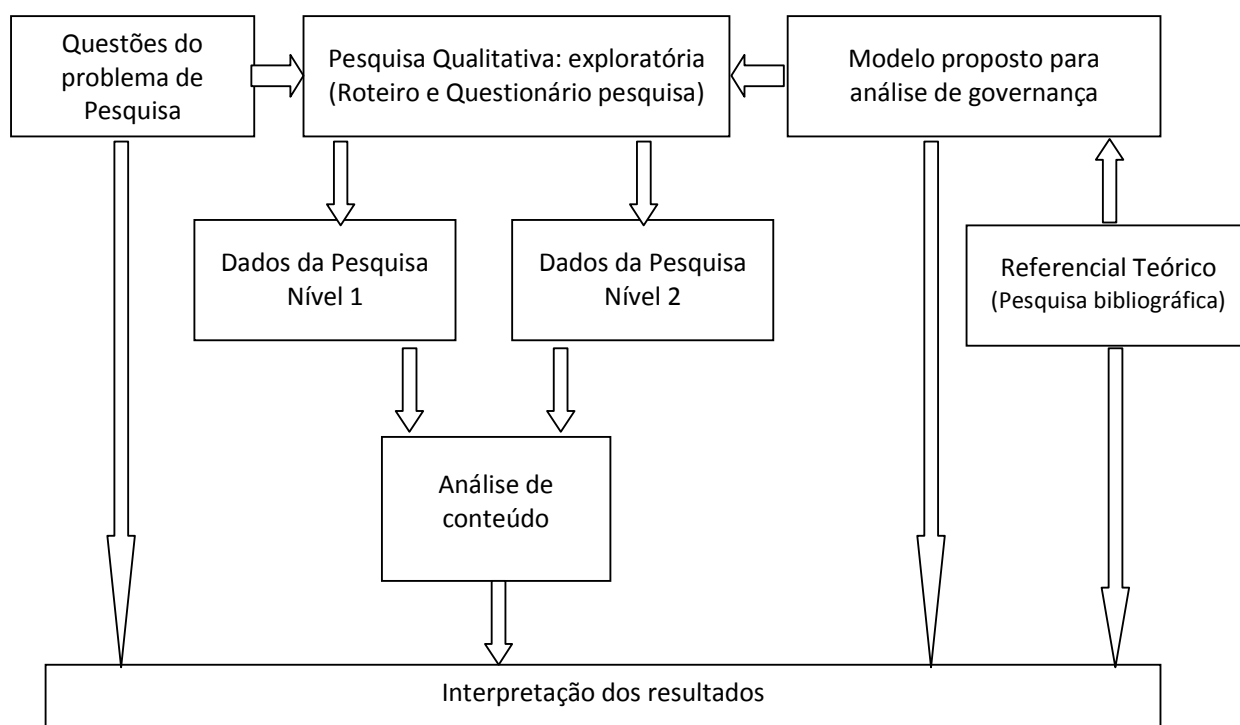 Questões do
problema de
Pesquisa
Pesquisa Qualitativa: exploratória
(Roteiro e Questionário pesquisa)
Modelo proposto para
análise de governança
Dados da Pesquisa
Nível 1
Dados da Pesquisa
Nível 2
Referencial Teórico
(Pesquisa bibliográfica)
Análise de
conteúdo
Interpretação dos resultados